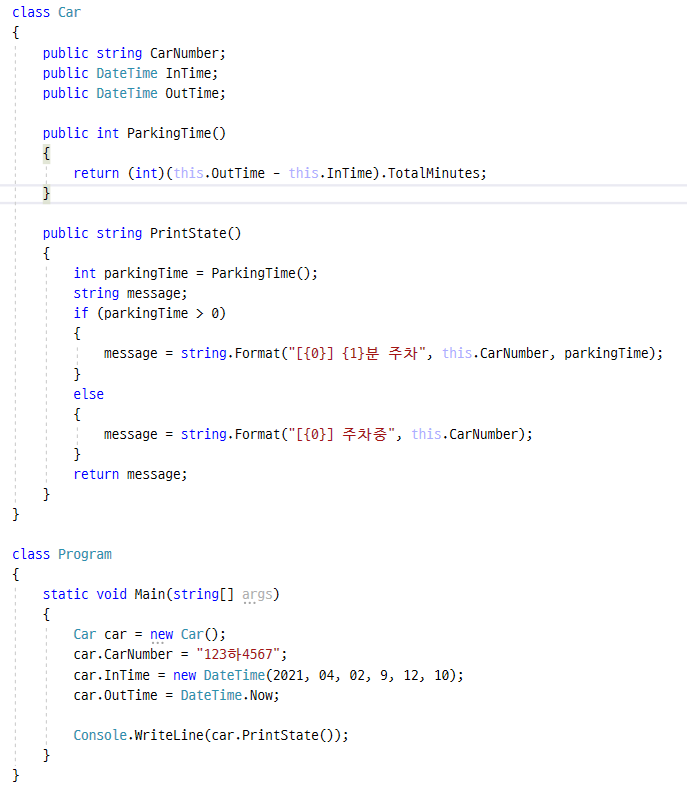 class Car
{
    public string CarNumber;
    public DateTime InTime;
    public DateTime OutTime;

    public int ParkingTime()
    {
        return (int)(this.OutTime - this.InTime).TotalMinutes;
    }

    public string PrintState()
    {
        int parkingTime = ParkingTime();
        string message;
        if (parkingTime > 0)
        {
            message = string.Format("[{0}] {1}분 주차", this.CarNumber, parkingTime);
        }
        else
        {
            message = string.Format("[{0}] 주차중", this.CarNumber);
        }
        return message;
    }
}

class Program
{
    static void Main(string[] args)
    {
        Car car = new Car();
        car.CarNumber = "123하4567";
        car.InTime = new DateTime(2021, 04, 02, 9, 12, 10);
        car.OutTime = DateTime.Now;

        Console.WriteLine(car.PrintState());
    }
}